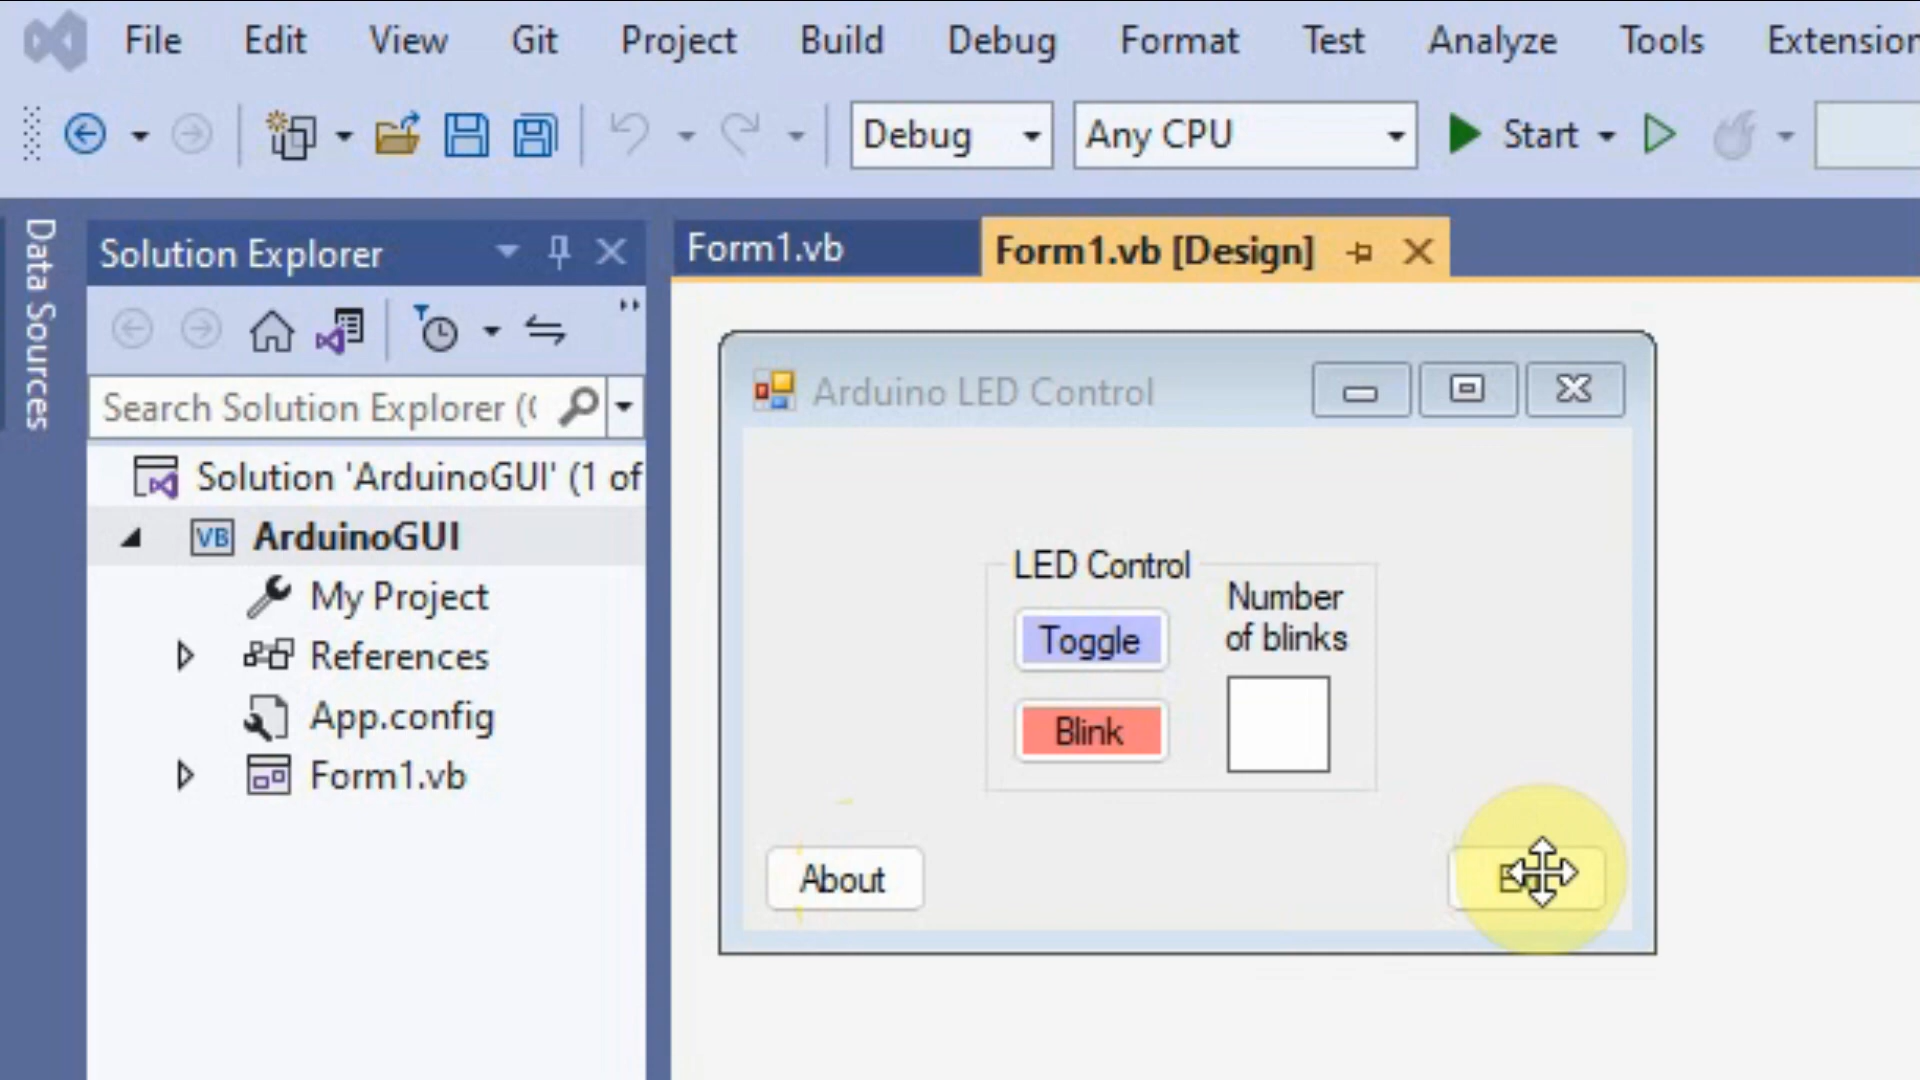 File Edit View Git Project Build Debug Format Test Analyze Tools Extension
Debug Any CPU Start
Data Sources
Solution Explorer
Form1.vb
Form1.vb [Design]
Search Solution Explorer (
Solution 'ArduinoGUI' (1 of
VB ArduinoGUI
My Project
References
App.config
Form1.vb
Arduino LED Control
LED Control
Number
of blinks
Toggle
Blink
About